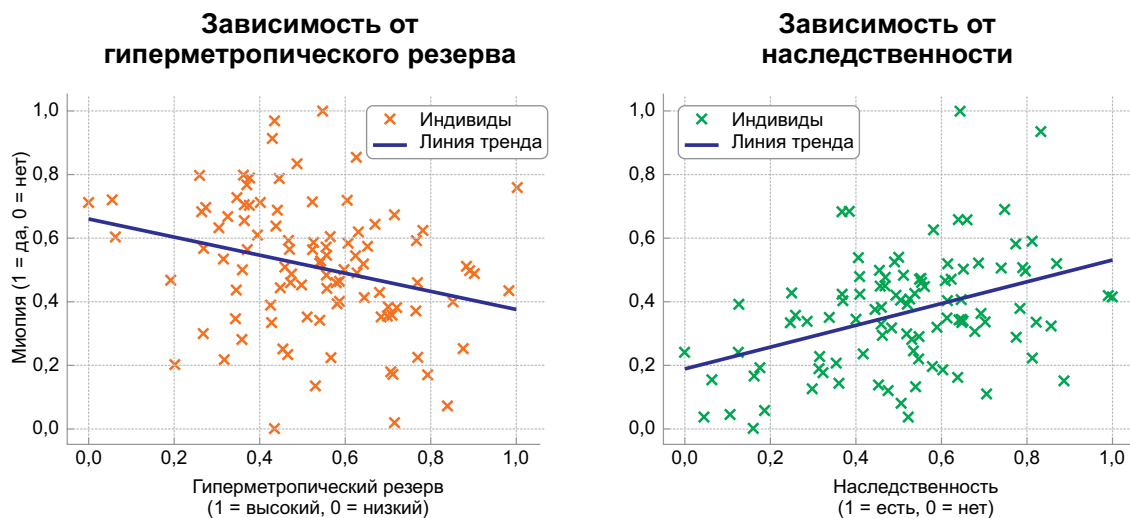 Зависимость от
гиперметропического резерва
Миопия (1 = да, 0 = нет)
1,0
0,8
0,6
0,4
0,2
0,0
Индивиды
Линия тренда
0,0
0,2
0,4
0,6
0,8
1,0
Гиперметропический резерв
(1 = высокий, 0 = низкий)
Зависимость от
наследственности
1,0
0,8
0,6
0,4
0,2
0,0
Индивиды
Линия тренда
0,0
0,2
0,4
0,6
0,8
1,0
Наследственность
(1 = есть, 0 = нет)